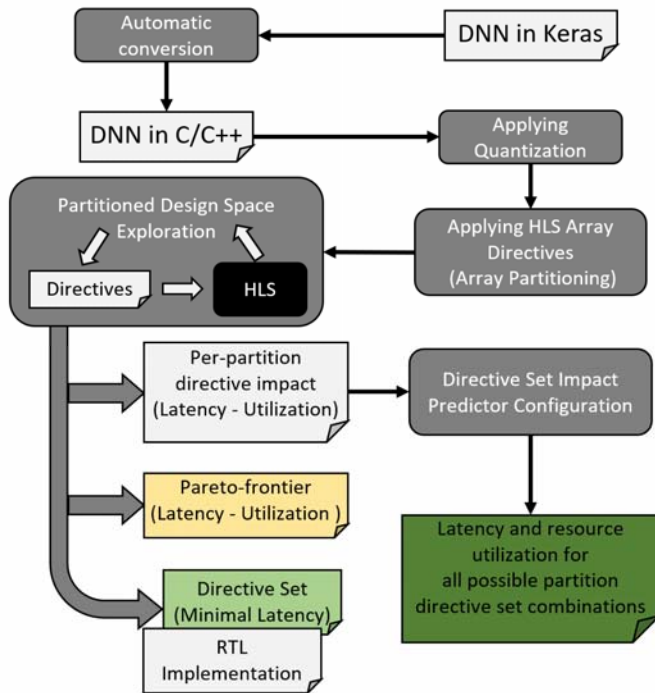 Automatic
conversion
DNN in Keras
DNN in C/C++
Applying
Quantization
Partitioned Design Space
Exploration
Directives
HLS
Applying HLS Array
Directives
(Array Partitioning)
Per-partition
directive impact
(Latency - Utilization)
Directive Set Impact
Predictor Configuration
Pareto-frontier
(Latency - Utilization )
Latency and resource
utilization for
all possible partition
directive set combinations
Directive Set
(Minimal Latency)
RTL
Implementation